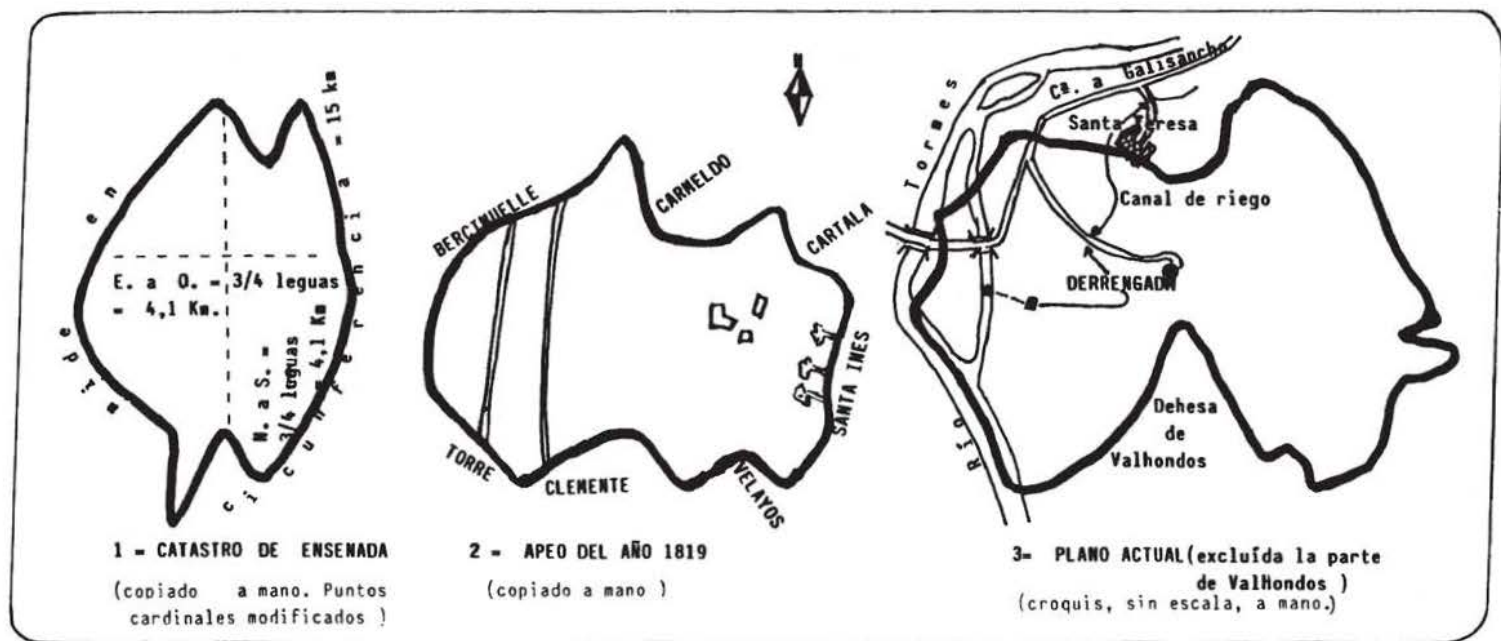 mide en
cicunferencia = 15 km
E. a O. = 3/4 leguas
= 4,1 Km.
N. a S. =
3/4 leguas
= 4,1 Km
1 = CATASTRO DE ENSENADA
(copiado a mano. Puntos
cardinales modificados )
N
BERCIMUELLE
CARMELDO
CARTALA
SANTA INES
VELAYOS
CLEMENTE
TORRE
2 = APEO DEL AÑO 1819
(copiado a mano )
Río Tormes
Cª. a Galisancho
Santa Teresa
Canal de riego
DERRENGADA
Dehesa
de
Valhondos
3= PLANO ACTUAL(excluída la parte
de Valhondos )
(croquis, sin escala, a mano.)